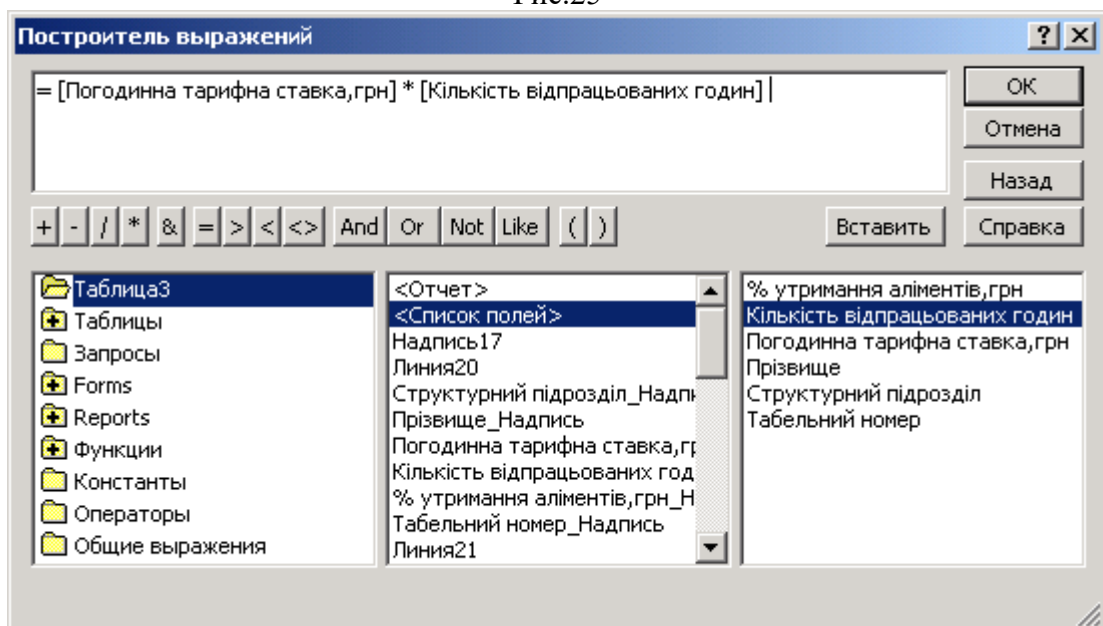 Рис.25
Построитель выражений
= [Погодинна тарифна ставка,грн] * [Кількість відпрацьованих годин]
ОК
Отмена
Назад
+ - / * & = > < <> And Or Not Like ( )
Вставить
Справка
Таблица3
Таблицы
Запросы
Forms
Reports
Функции
Константы
Операторы
Общие выражения
<Отчет>
<Список полей>
Надпись17
Линия20
Структурний підрозділ_Надпи
Прізвище_Надпись
Погодинна тарифна ставка,гр
Кількість відпрацьованих год
% утримання аліментів,грн_Н
Табельний номер_Надпись
Линия21
% утримання аліментів,грн
Кількість відпрацьованих годин
Погодинна тарифна ставка,грн
Прізвище
Структурний підрозділ
Табельний номер